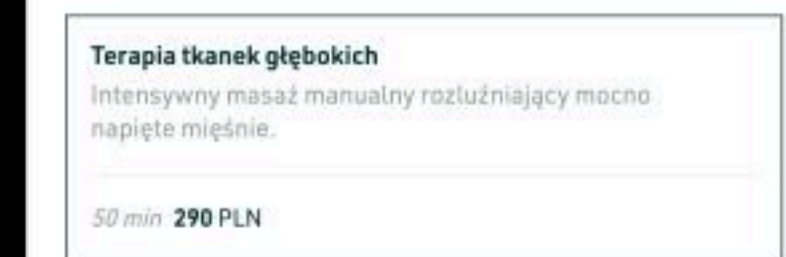 Terapia tkanek głębokich
Intensywny masaż manualny rozluźniający mocno
napięte mięśnie.
50 min 290 PLN